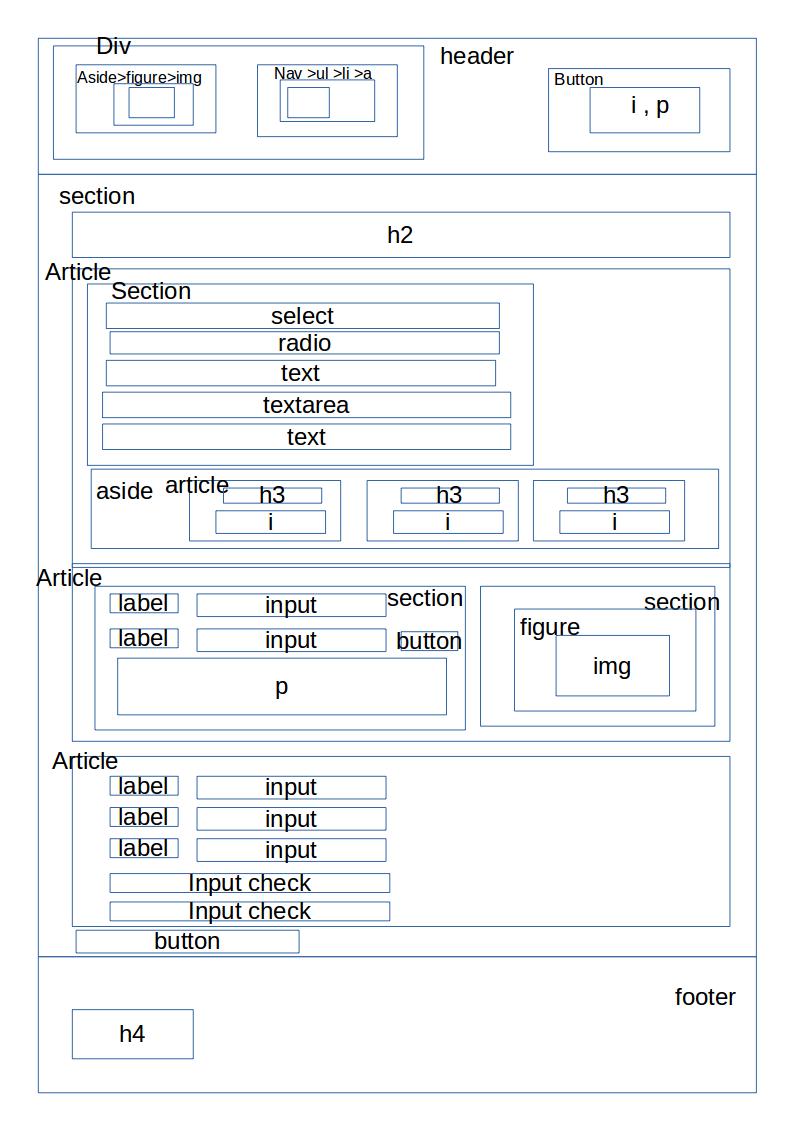 Div
header
Aside>figure>img
Nav >ul >li >a
Button
i , p
section
h2
Article
Section
select
radio
text
textarea
text
aside
article
h3
h3
h3
i
i
i
Article
label
input
section
section
label
input
button
figure
img
p
Article
label
input
label
input
label
input
Input check
Input check
button
footer
h4